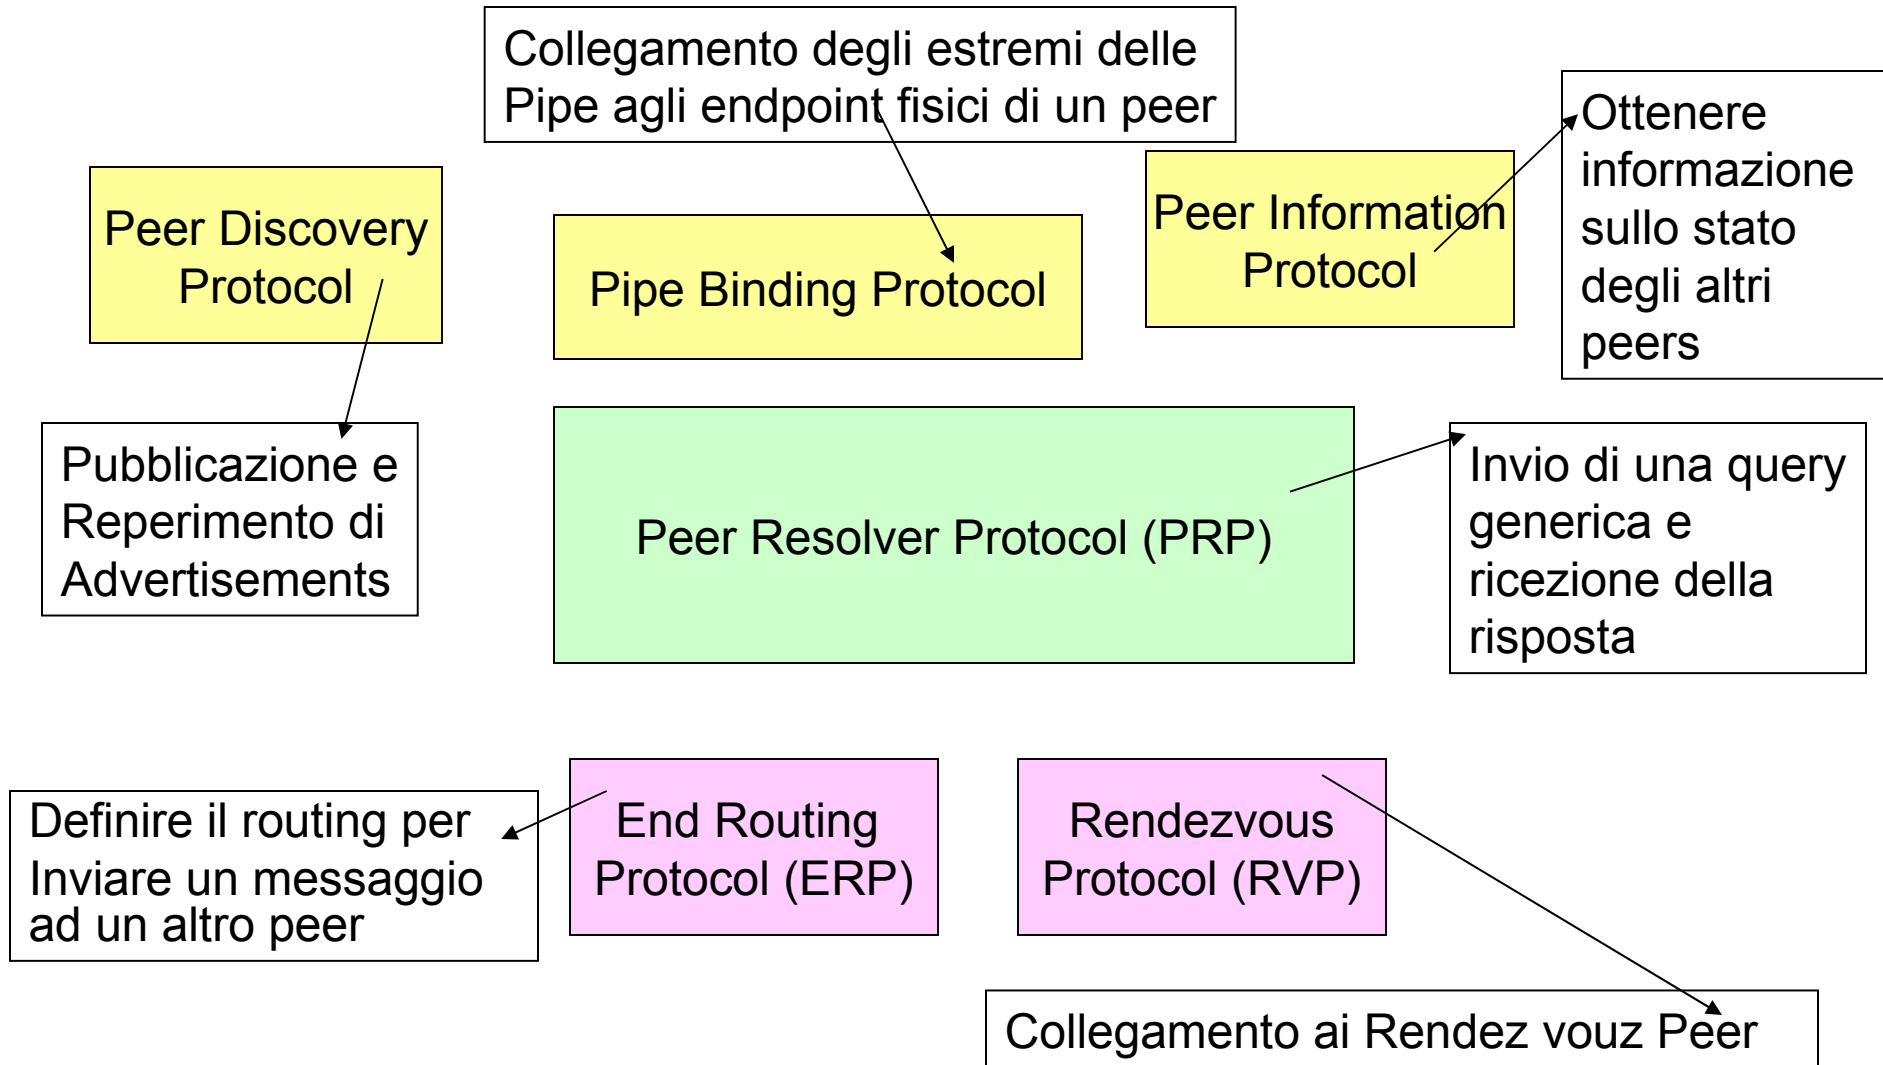 Collegamento degli estremi delle
Pipe agli endpoint fisici di un peer
Ottenere
informazione
sullo stato
degli altri
peers
Peer Discovery
Protocol
Pipe Binding Protocol
Peer Information
Protocol
Pubblicazione e
Reperimento di
Advertisements
Peer Resolver Protocol (PRP)
Invio di una query
generica e
ricezione della
risposta
Definire il routing per
Inviare un messaggio
ad un altro peer
End Routing
Protocol (ERP)
Rendezvous
Protocol (RVP)
Collegamento ai Rendez vouz Peer